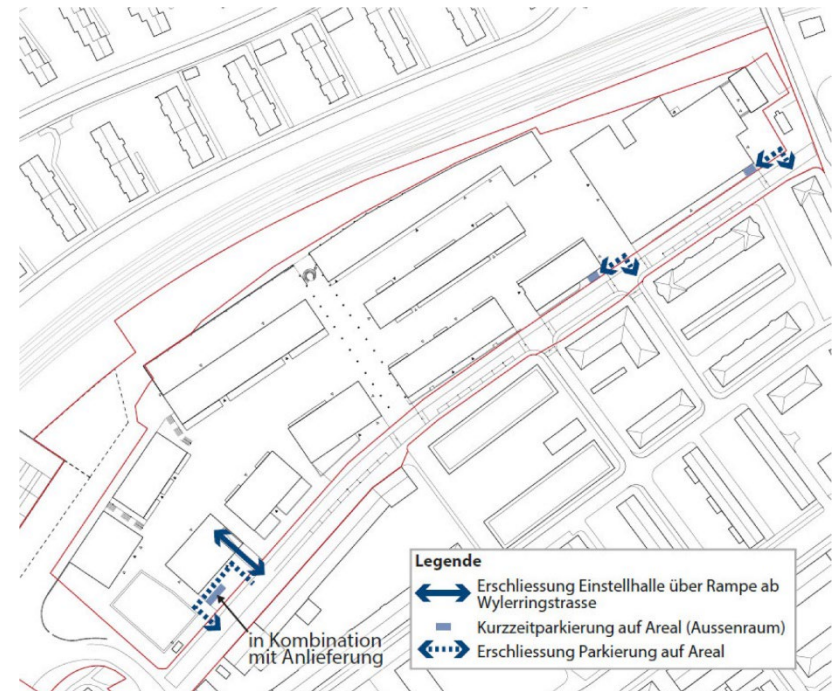 in Kombination
mit Anlieferung
Legende
Erschliessung Einstellhalle über Rampe ab
Wylerringstrasse
Kurzzeitparkierung auf Areal (Aussenraum)
Erschliessung Parkierung auf Areal